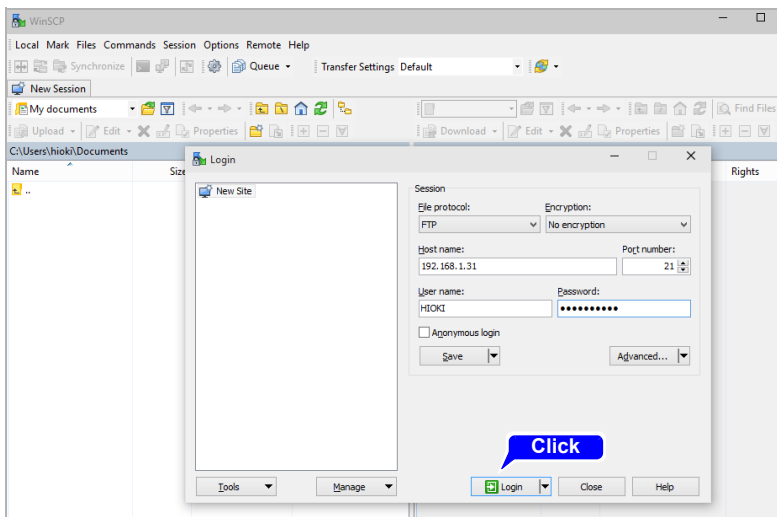 WinSCP
Local Mark Files Commands Session Options Remote Help
Synchronize Queue Transfer Settings Default
New Session
My documents Find Files
Upload Edit Properties Download Edit Properties
C:\Users\hioki\Documents
Name Size Rights
..
Login
New Site
Session
File protocol: Encryption:
FTP No encryption
Host name: Port number:
192.168.1.31 21
User name: Password:
HIOKI ●●●●●●●●●●
Anonymous login
Save Advanced...
Click
Tools Manage Login Close Help